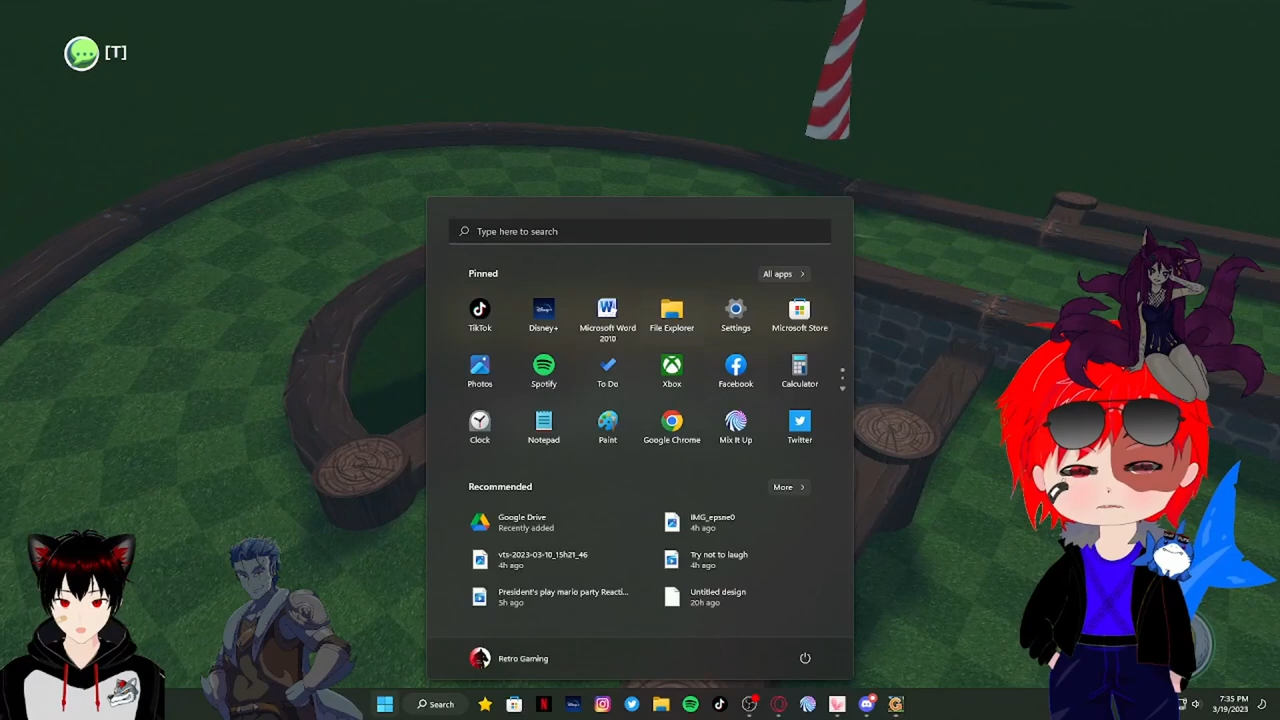 [T]
Type here to search
Pinned
All apps
TikTok
Disney+
Microsoft Word
2010
File Explorer
Settings
Microsoft Store
Photos
Spotify
To Do
Xbox
Facebook
Calculator
Clock
Notepad
Paint
Google Chrome
Mix It Up
Twitter
Recommended
More
Google Drive
Recently added
IMG_epsne0
4h ago
vts-2023-03-10_15h21_46
4h ago
Try not to laugh
4h ago
President's play mario party Reacti...
5h ago
Untitled design
20h ago
Retro Gaming
Search
7:35 PM
3/19/2023